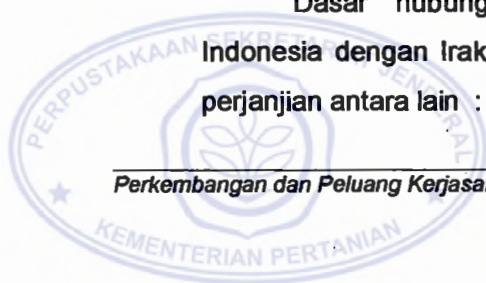 Dasar hubung
Indonesia dengan Irak
perjanjian antara lain :
Perkembangan dan Peluang Kerjasa
PERPUSTAKAAN SEKRETARIAT JENDERAL
KEMENTERIAN PERTANIAN